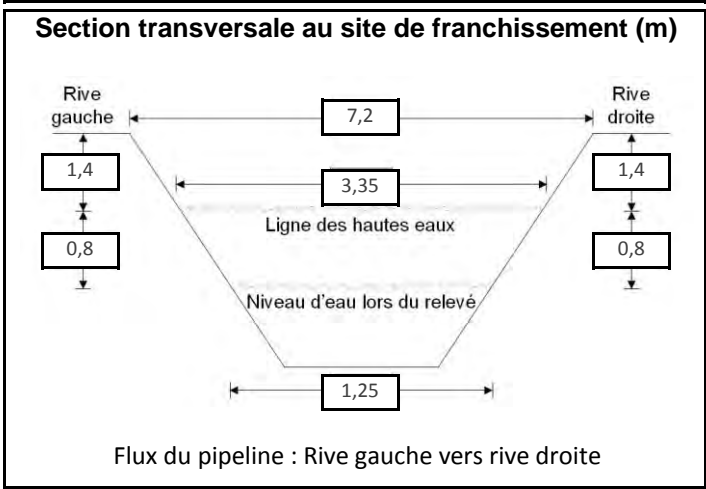 Section transversale au site de franchissement (m)
Rive
gauche
7,2
Rive
droite
1,4
3,35
1,4
Ligne des hautes eaux
0,8
0,8
Niveau d'eau lors du relevé
1,25
Flux du pipeline : Rive gauche vers rive droite